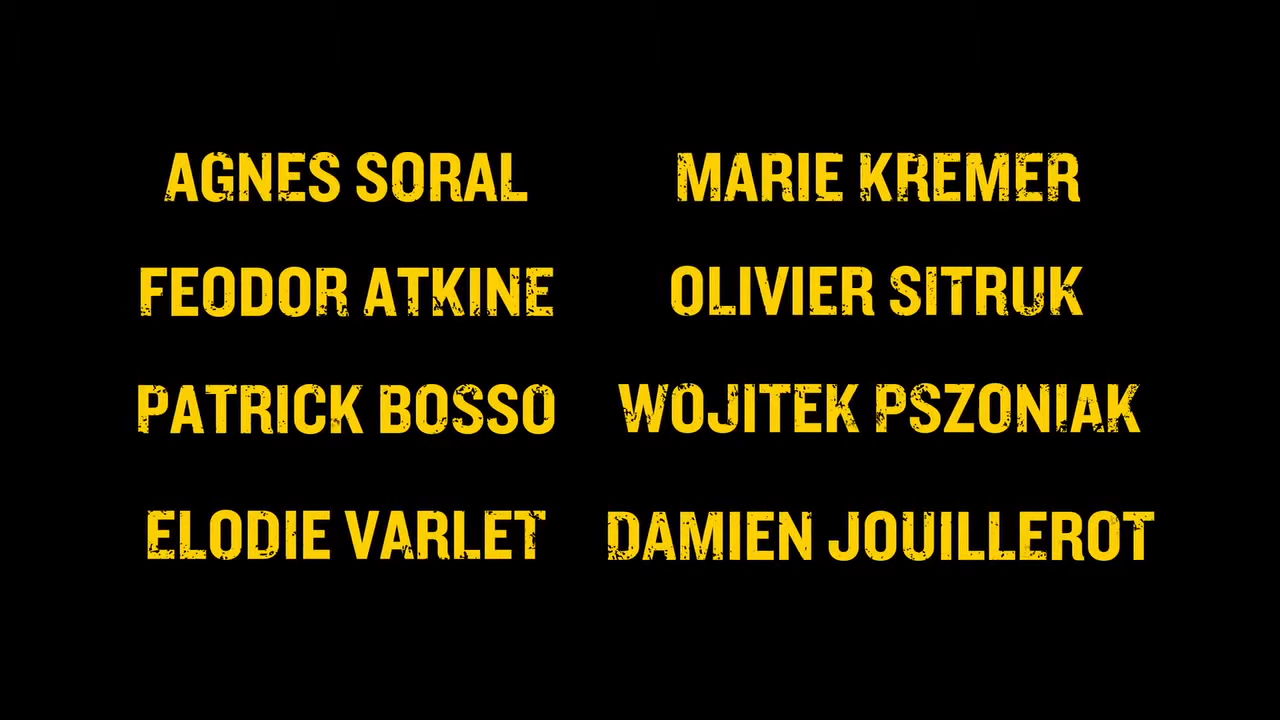 AGNES SORAL
MARIE KREMER
FEODOR ATKINE
OLIVIER SITRUK
PATRICK BOSSO
WOJITEK PSZONIAK
ELODIE VARLET
DAMIEN JOUILLEROT